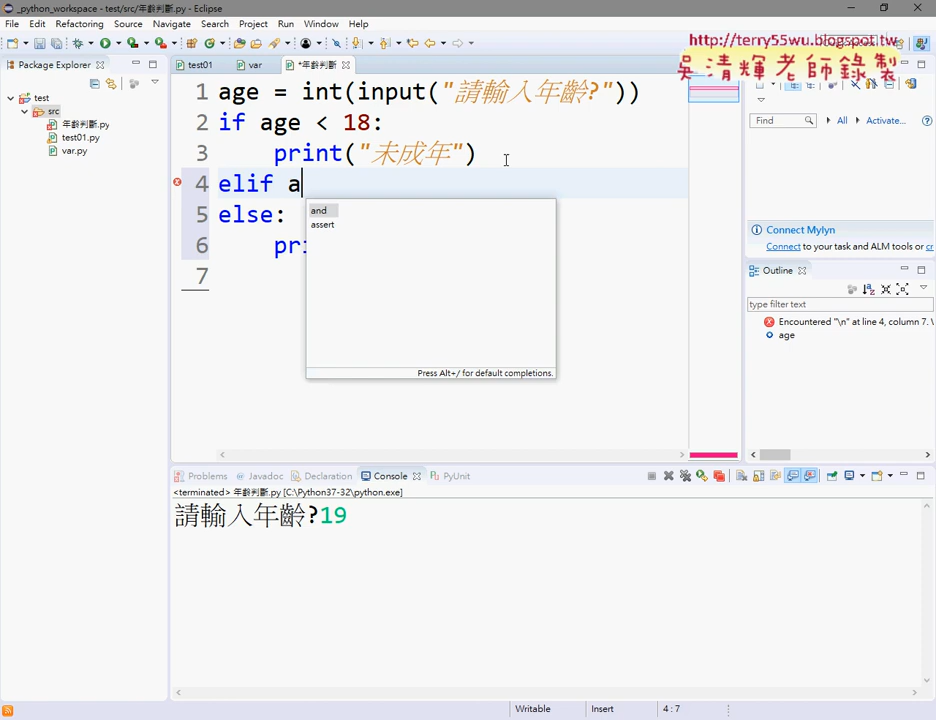 _python_workspace - test/src/年齡判斷.py - Eclipse
File Edit Refactoring Source Navigate Search Project Run Window Help
http://terry55wu.blogspot.tw
吳清輝老師錄製
Package Executor
test
src
年齡判斷.py
test01.py
var.py
test01
var
*年齡判斷
1 age = int(input("請輸入年齡?"))
2 if age < 18:
3 print("未成年")
4 elif a
5 else:
6 pri
7
and
assert
Press Alt+/ for default completions.
Find
All
Activate...
Connect Mylyn
Connect to your task and ALM tools or cr
Outline
type filter text
Encountered "\n" at line 4, column 7. \
age
Problems Javadoc Declaration Console PyUnit
<terminated> 年齡判斷.py [C:\Python37-32\python.exe]
請輸入年齡?19
Writable Insert 4 : 7